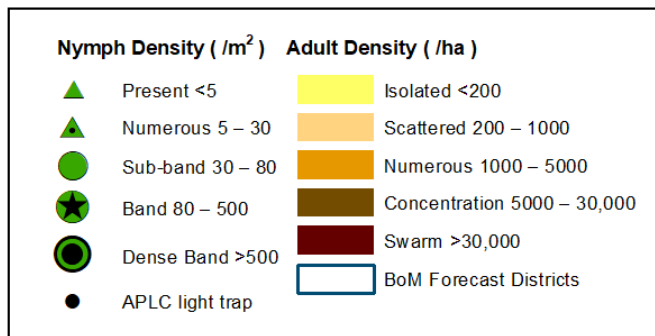 Nymph Density ( /m² ) Adult Density ( /ha )
Present <5 Isolated <200
Numerous 5 – 30 Scattered 200 – 1000
Sub-band 30 – 80 Numerous 1000 – 5000
Band 80 – 500 Concentration 5000 – 30,000
Dense Band >500 Swarm >30,000
APLC light trap BoM Forecast Districts